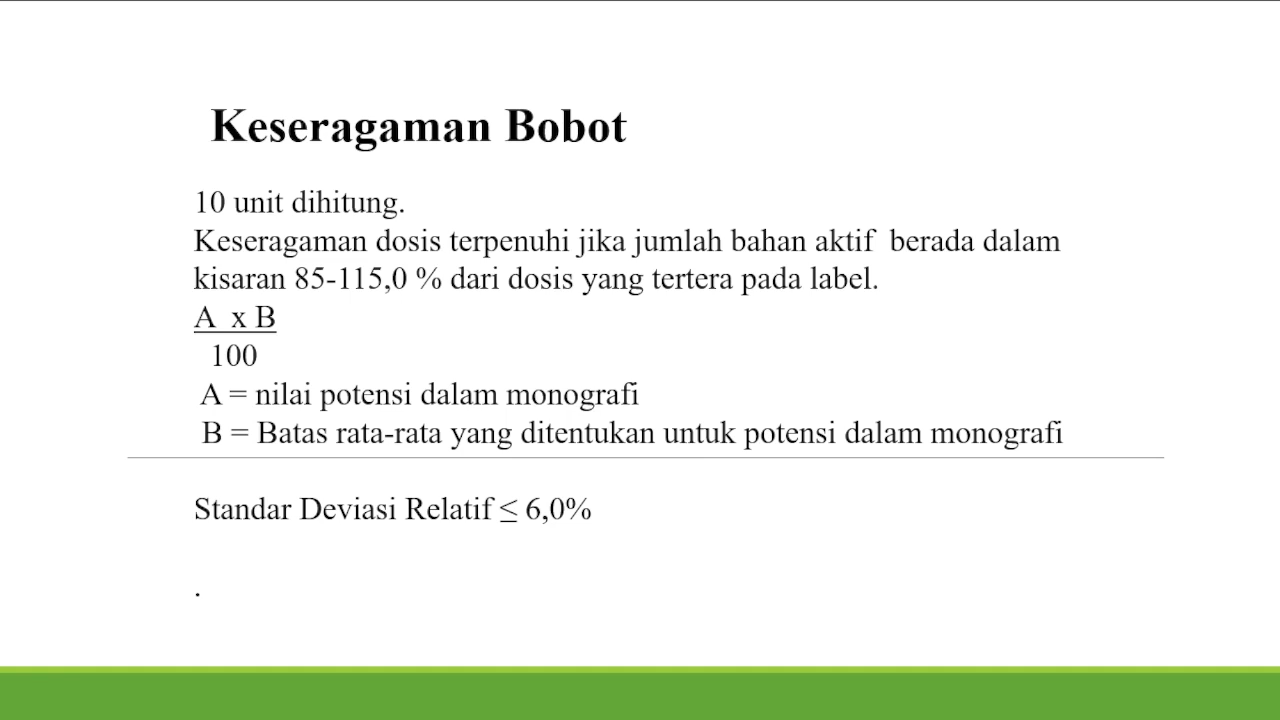 Keseragaman Bobot
10 unit dihitung.
Keseragaman dosis terpenuhi jika jumlah bahan aktif  berada dalam
kisaran 85-115,0 % dari dosis yang tertera pada label.
A  x B
100
A = nilai potensi dalam monografi
B = Batas rata-rata yang ditentukan untuk potensi dalam monografi
Standar Deviasi Relatif ≤ 6,0%
.